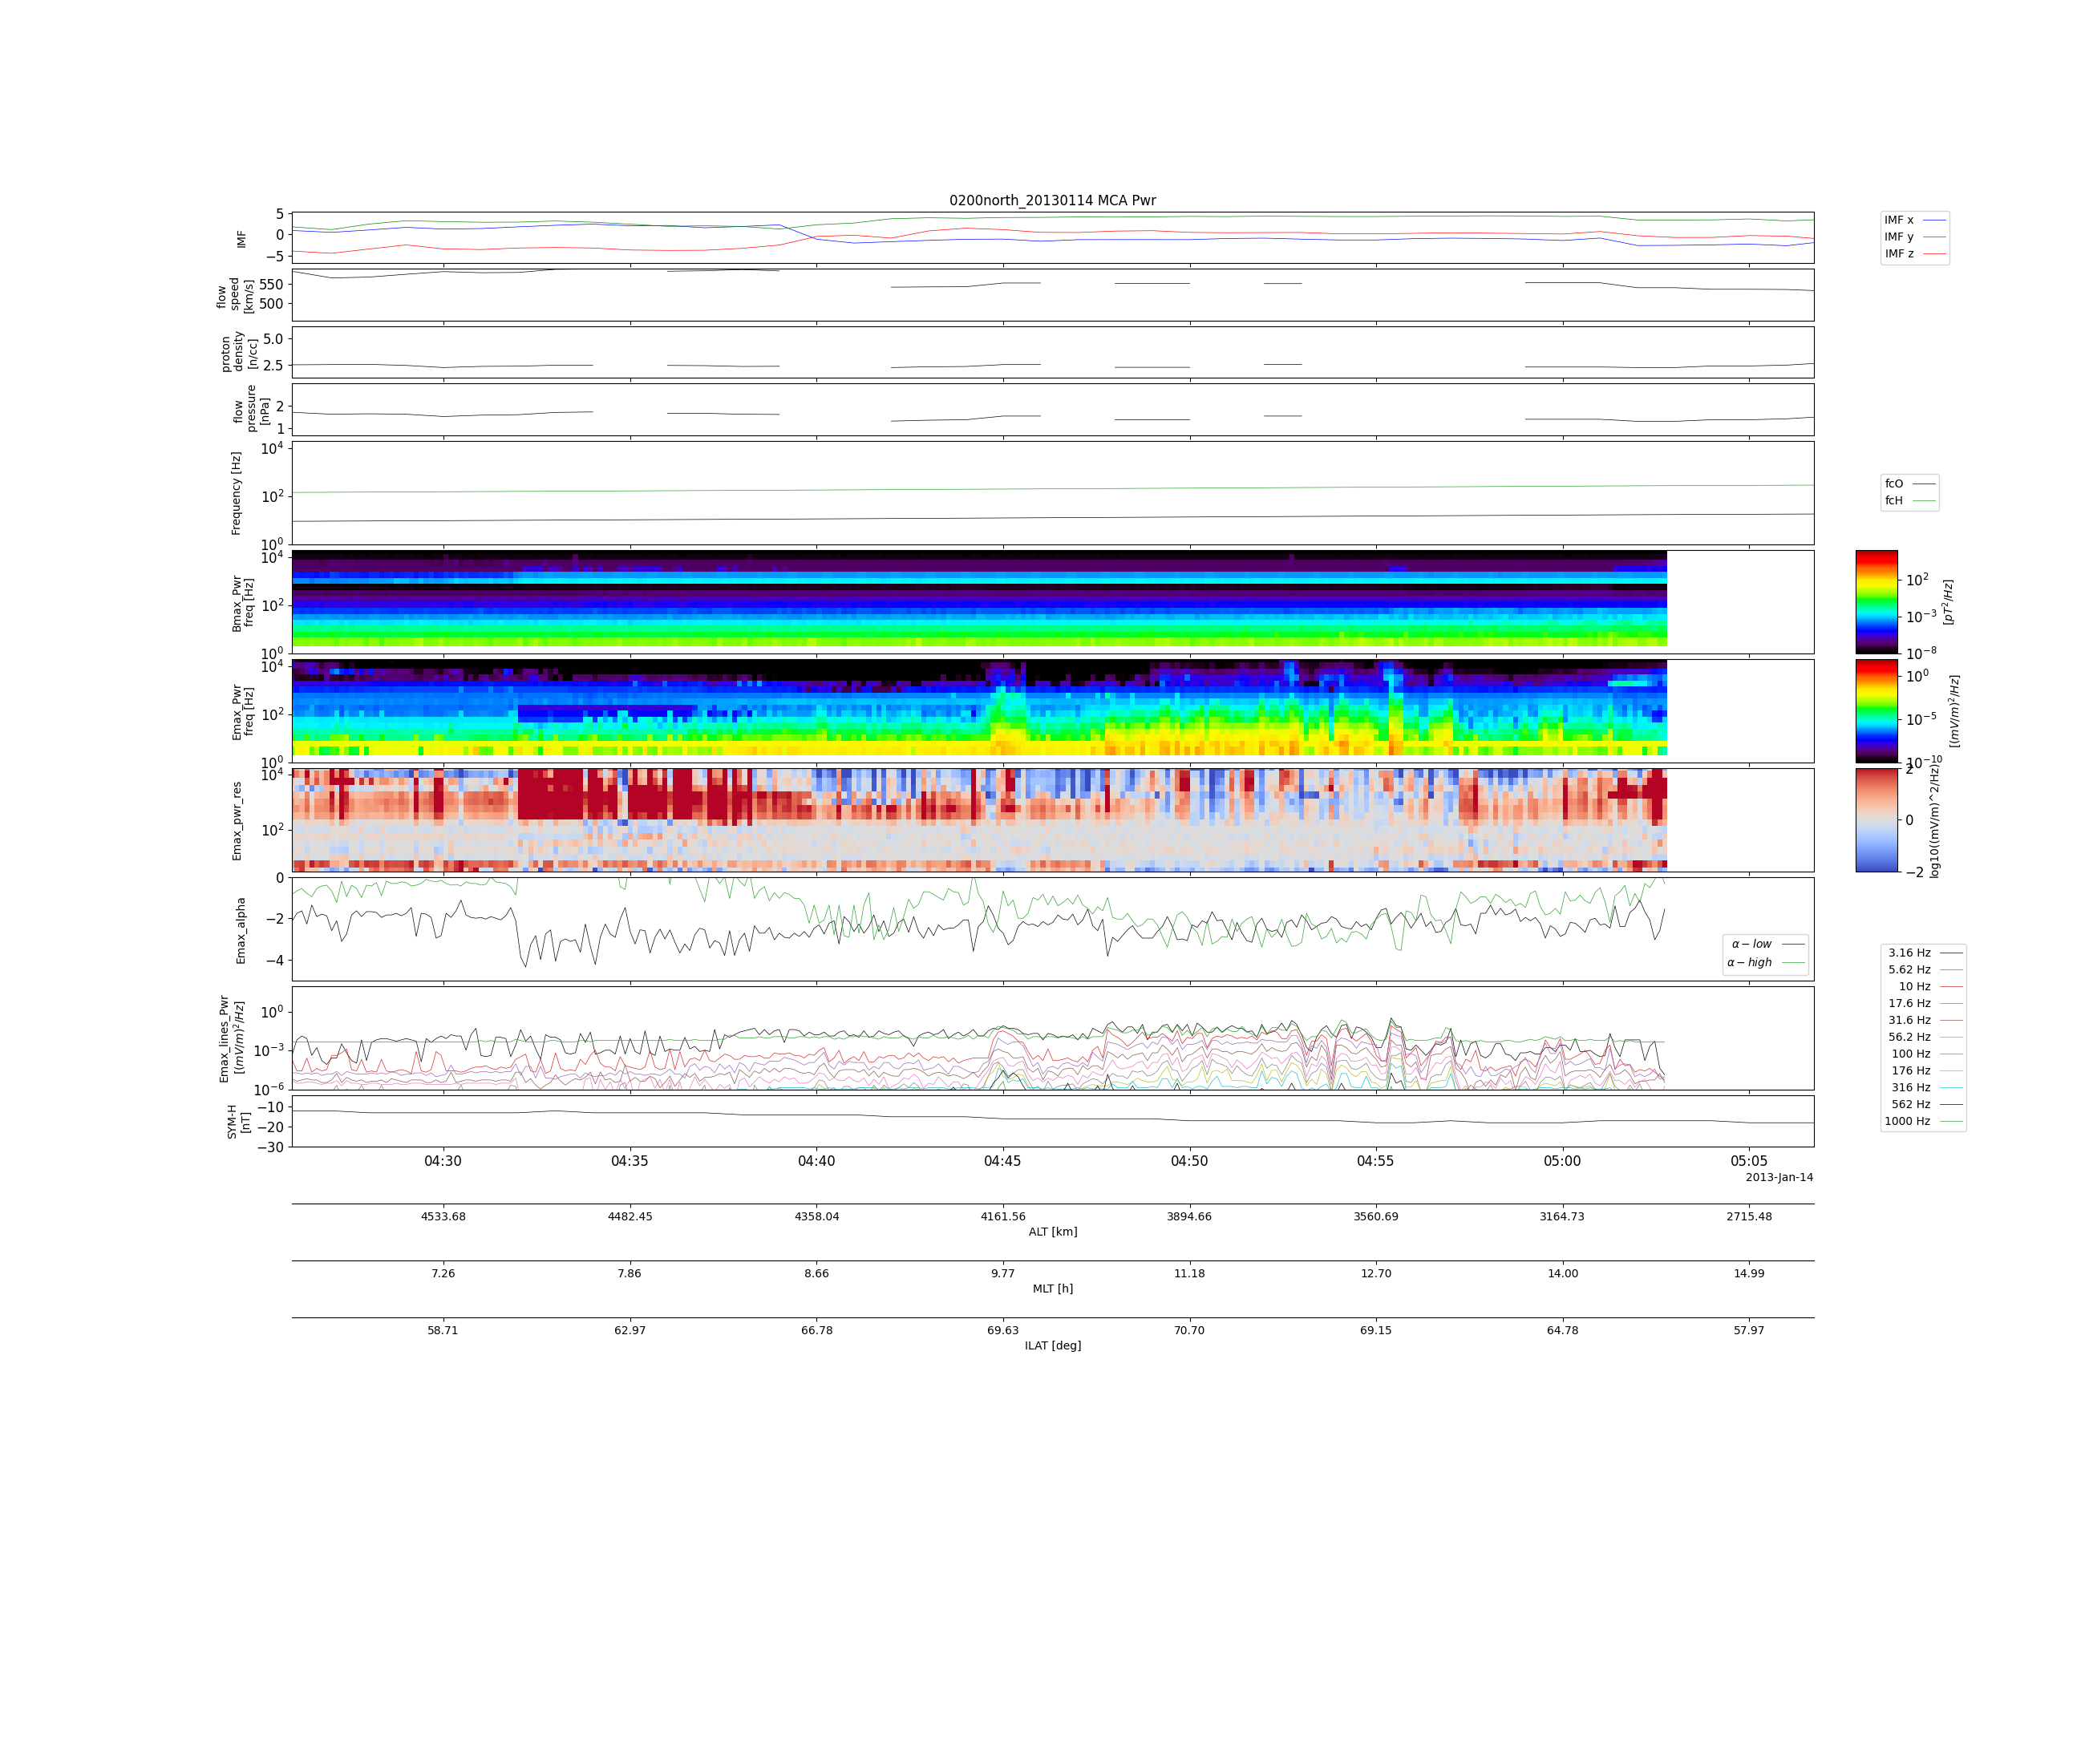 0200north_20130114 MCA Pwr
IMF
5
0
−5
IMF x
IMF y
IMF z
flow
speed
[km/s]
550
500
proton
density
[n/cc]
5.0
2.5
flow
pressure
[nPa]
2
1
Frequency [Hz]
10^4
10^2
10^0
fcO
fcH
Bmax_Pwr
freq [Hz]
10^4
10^2
10^0
10^2
10^−3
10^−8
[pT^2/Hz]
Emax_Pwr
freq [Hz]
10^4
10^2
10^0
10^0
10^−5
10^−10
[(mV/m)^2/Hz]
Emax_pwr_res
10^4
10^2
2
0
−2
log10((mV/m)^2/Hz)
Emax_alpha
0
−2
−4
α − low
α − high
Emax_lines_Pwr
[(mV/m)^2/Hz]
10^0
10^−3
10^−6
3.16 Hz
5.62 Hz
10 Hz
17.6 Hz
31.6 Hz
56.2 Hz
100 Hz
176 Hz
316 Hz
562 Hz
1000 Hz
SYM-H
[nT]
−10
−20
−30
04:30 04:35 04:40 04:45 04:50 04:55 05:00 05:05
2013-Jan-14
4533.68 4482.45 4358.04 4161.56 3894.66 3560.69 3164.73 2715.48
ALT [km]
7.26 7.86 8.66 9.77 11.18 12.70 14.00 14.99
MLT [h]
58.71 62.97 66.78 69.63 70.70 69.15 64.78 57.97
ILAT [deg]